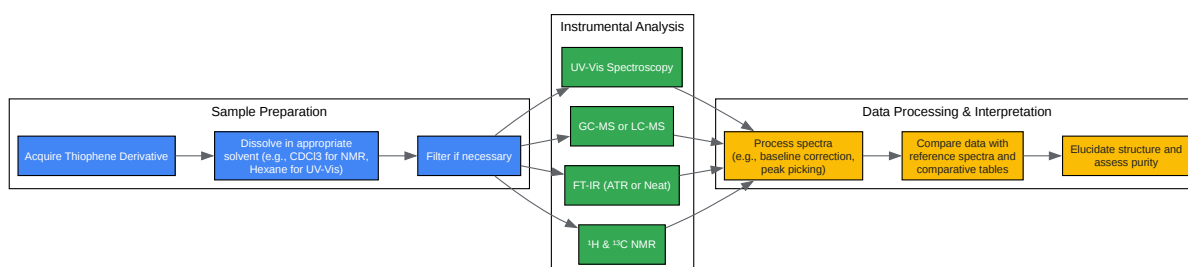 Sample Preparation
Acquire Thiophene Derivative
Dissolve in appropriate
solvent (e.g., CDCl3 for NMR,
Hexane for UV-Vis)
Filter if necessary
Instrumental Analysis
UV-Vis Spectroscopy
GC-MS or LC-MS
FT-IR (ATR or Neat)
¹H & ¹³C NMR
Data Processing & Interpretation
Process spectra
(e.g., baseline correction,
peak picking)
Compare data with
reference spectra and
comparative tables
Elucidate structure and
assess purity